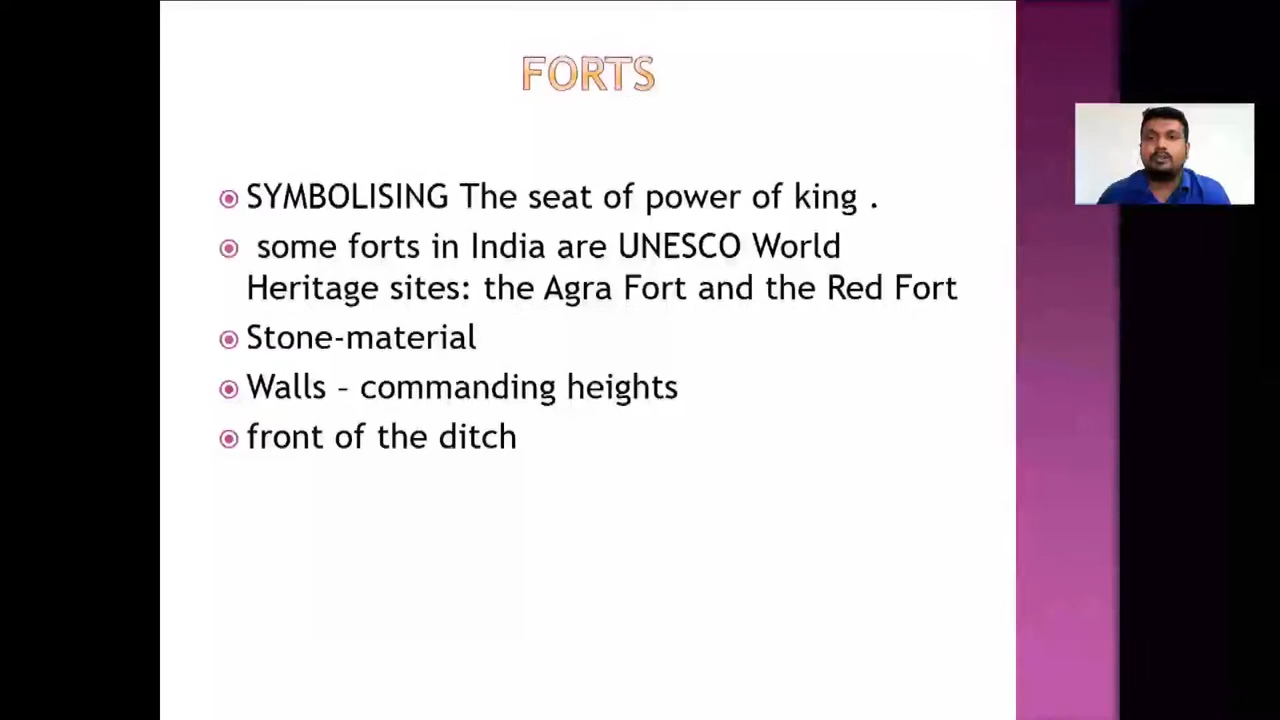 FORTS
SYMBOLISING The seat of power of king .
some forts in India are UNESCO World
Heritage sites: the Agra Fort and the Red Fort
Stone-material
Walls – commanding heights
front of the ditch